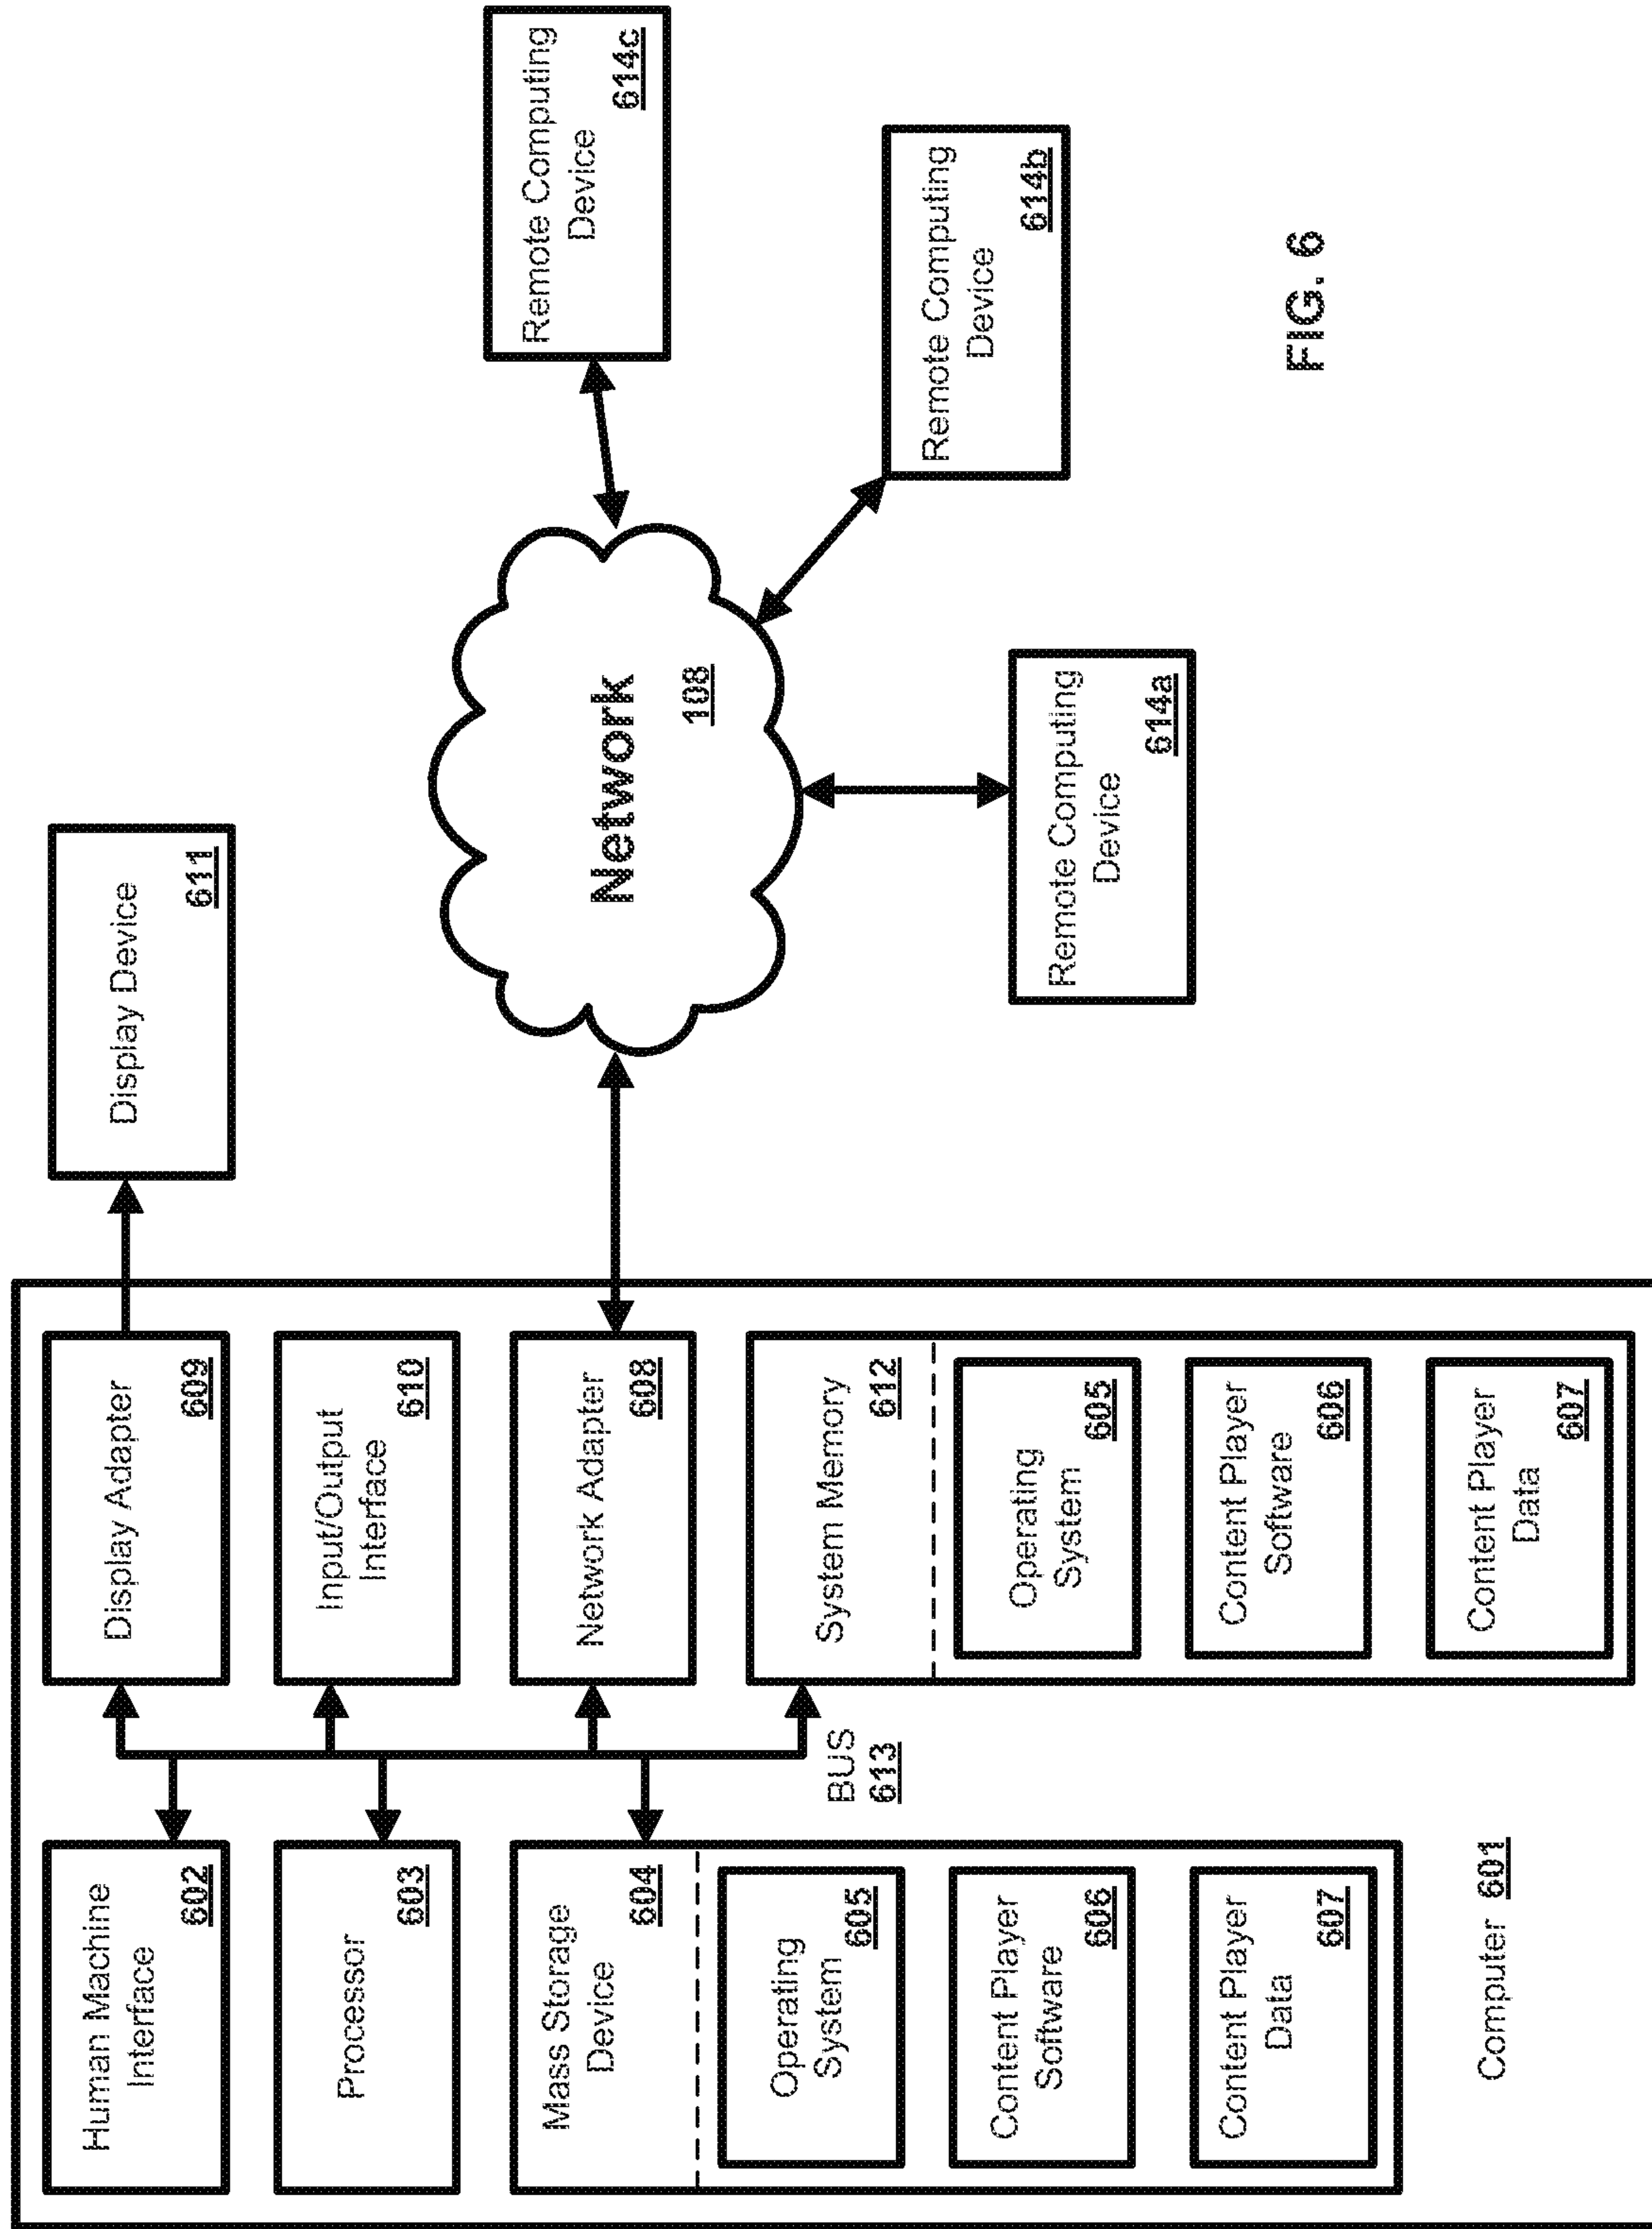 Human Machine
Interface
602
Processor
603
Mass Storage
Device
604
Operating
System
605
Content Player
Software
606
Content Player
Data
607
Computer 601
BUS
613
Display Adapter
609
Input/Output
Interface
610
Network Adapter
608
System Memory
612
Operating
System
605
Content Player
Software
606
Content Player
Data
607
Display Device
611
Network
108
Remote Computing
Device
614a
Remote Computing
Device
614b
Remote Computing
Device
614c
FIG. 6